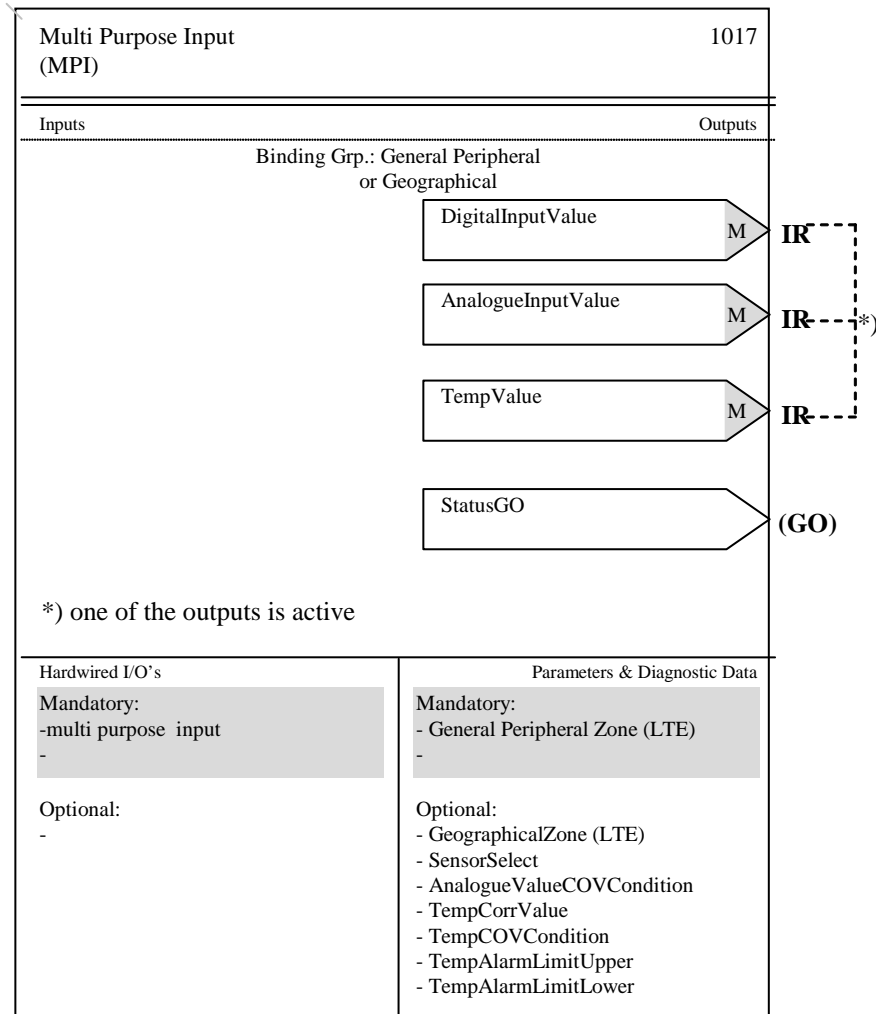 Multi Purpose Input 1017
(MPI)
Inputs Outputs
Binding Grp.: General Peripheral
or Geographical
DigitalInputValue M IR
AnalogueInputValue M IR *)
TempValue M IR
StatusGO (GO)
*) one of the outputs is active
Hardwired I/O's
Mandatory:
-multi purpose input
-
Optional:
-
Parameters & Diagnostic Data
Mandatory:
- General Peripheral Zone (LTE)
-
Optional:
- GeographicalZone (LTE)
- SensorSelect
- AnalogueValueCOVCondition
- TempCorrValue
- TempCOVCondition
- TempAlarmLimitUpper
- TempAlarmLimitLower